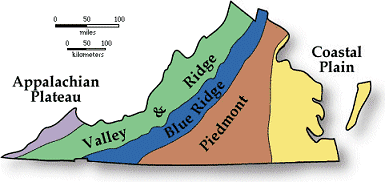 0 50 100
miles
0 50 100
kilometers
Appalachian
Plateau
Valley & Ridge
Blue Ridge
Piedmont
Coastal
Plain